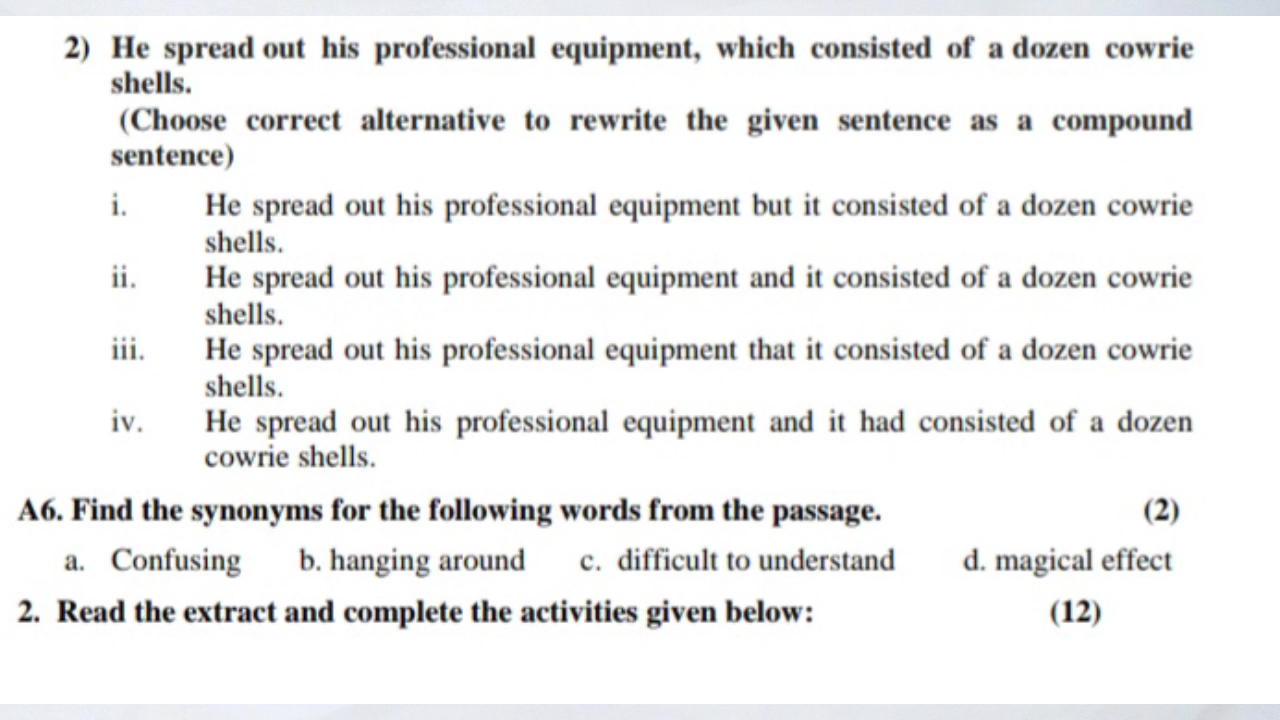 2) He spread out his professional equipment, which consisted of a dozen cowrie
shells.
(Choose correct alternative to rewrite the given sentence as a compound
sentence)
i. He spread out his professional equipment but it consisted of a dozen cowrie
shells.
ii. He spread out his professional equipment and it consisted of a dozen cowrie
shells.
iii. He spread out his professional equipment that it consisted of a dozen cowrie
shells.
iv. He spread out his professional equipment and it had consisted of a dozen
cowrie shells.
A6. Find the synonyms for the following words from the passage. (2)
a. Confusing b. hanging around c. difficult to understand d. magical effect
2. Read the extract and complete the activities given below: (12)